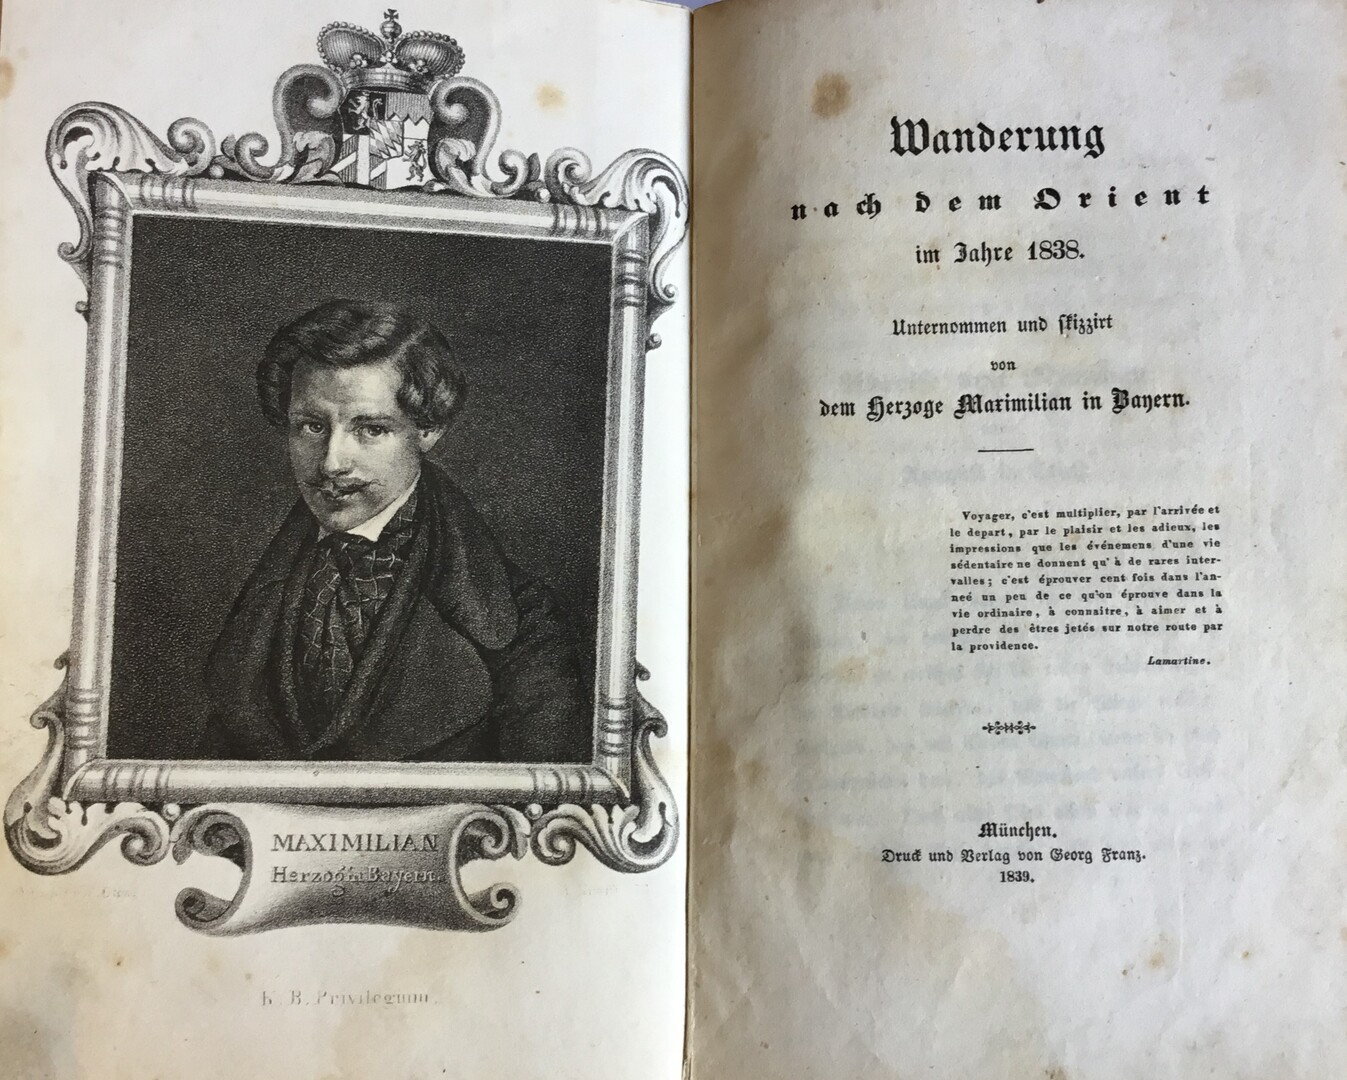 MAXIMILIAN
Herzog in Bayern.
K. B. Privilegium.
Wanderung
nach dem Orient
im Jahre 1838.
Unternommen und skizzirt
von
dem Herzoge Maximilian in Bayern.
Voyager, c'est multiplier, par l'arrivée et
le depart, par le plaisir et les adieux, les
impressions que les événemens d'une vie
sédentaire ne donnent qu'à de rares inter-
valles; c'est éprouver cent fois dans l'an-
neé un peu de ce qu'on éprouve dans la
vie ordinaire, à connaitre, à aimer et à
perdre des êtres jetés sur notre route par
la providence.
Lamartine.
München.
Druck und Verlag von Georg Franz.
1839.